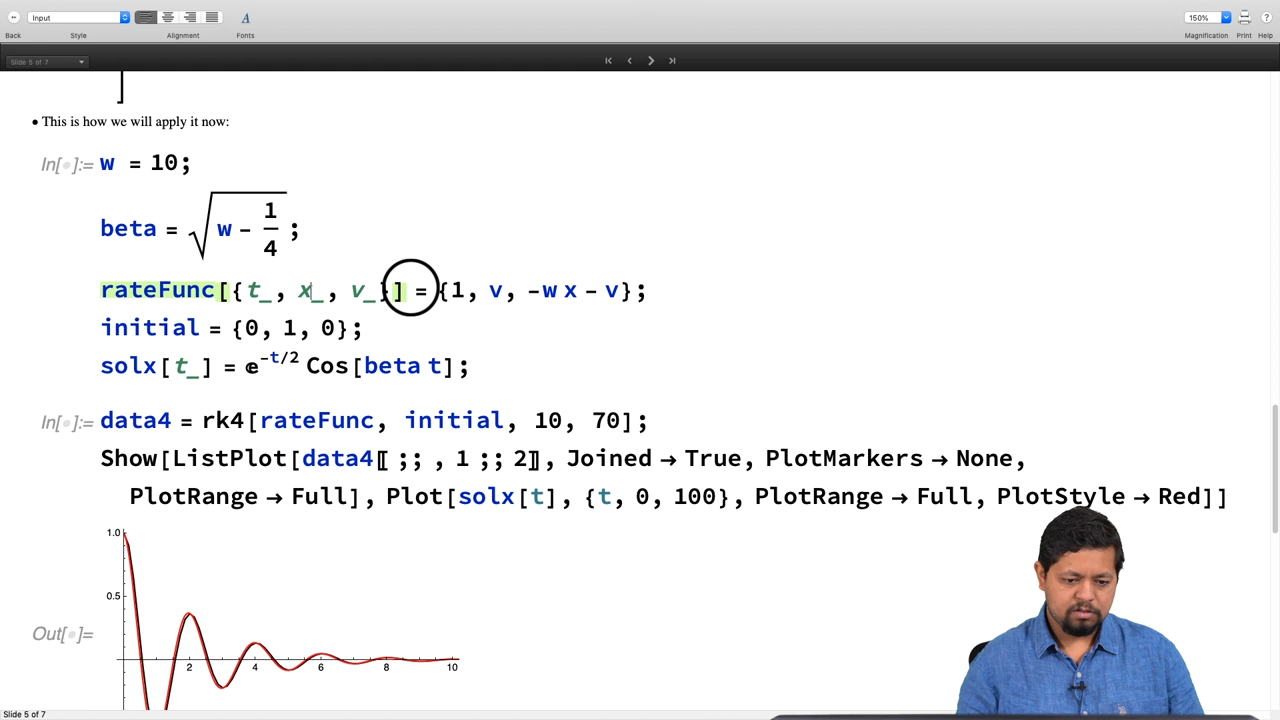 Input 150%
Back Style Alignment Fonts Magnification Print Help
Slide 5 of 7
]
• This is how we will apply it now:
In[•]:= w = 10;
beta = √(w − 1/4) ;
rateFunc[{t_, x_, v_}] = {1, v, −w x − v};
initial = {0, 1, 0};
solx[t_] = e^(−t/2) Cos[beta t];
In[•]:= data4 = rk4[rateFunc, initial, 10, 70];
Show[ListPlot[data4〚 ;; , 1 ;; 2〛, Joined → True, PlotMarkers → None,
PlotRange → Full], Plot[solx[t], {t, 0, 100}, PlotRange → Full, PlotStyle → Red]]
1.0
0.5
Out[•]=
2 4 6 8 10
Slide 5 of 7